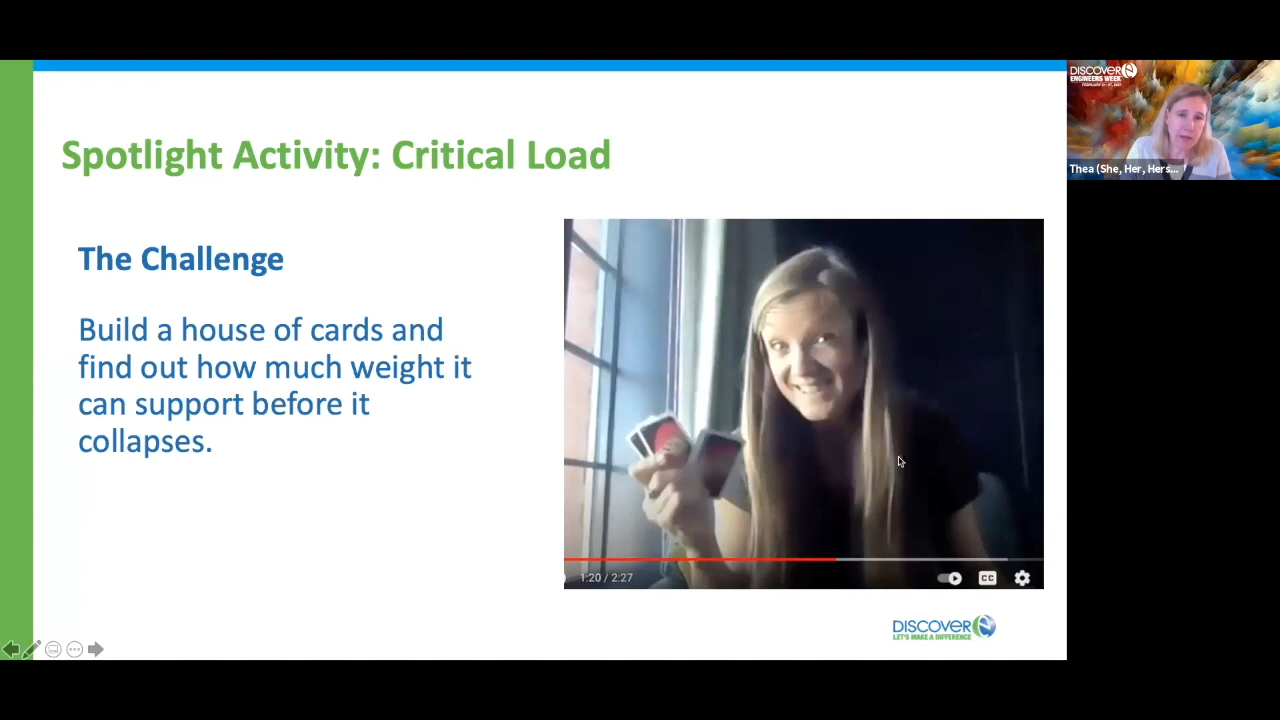 Spotlight Activity: Critical Load
The Challenge
Build a house of cards and
find out how much weight it
can support before it
collapses.
1:20 / 2:27
CC
DISCOVER
LET'S MAKE A DIFFERENCE
DISCOVER
ENGINEERS WEEK
Thea (She, Her, Hers...